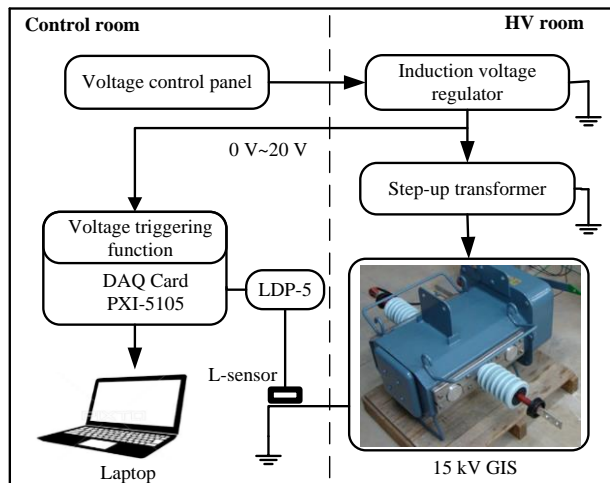 Control room
HV room
Voltage control panel
Induction voltage
regulator
0 V~20 V
Step-up transformer
Voltage triggering
function
DAQ Card
PXI-5105
LDP-5
L-sensor
Laptop
15 kV GIS